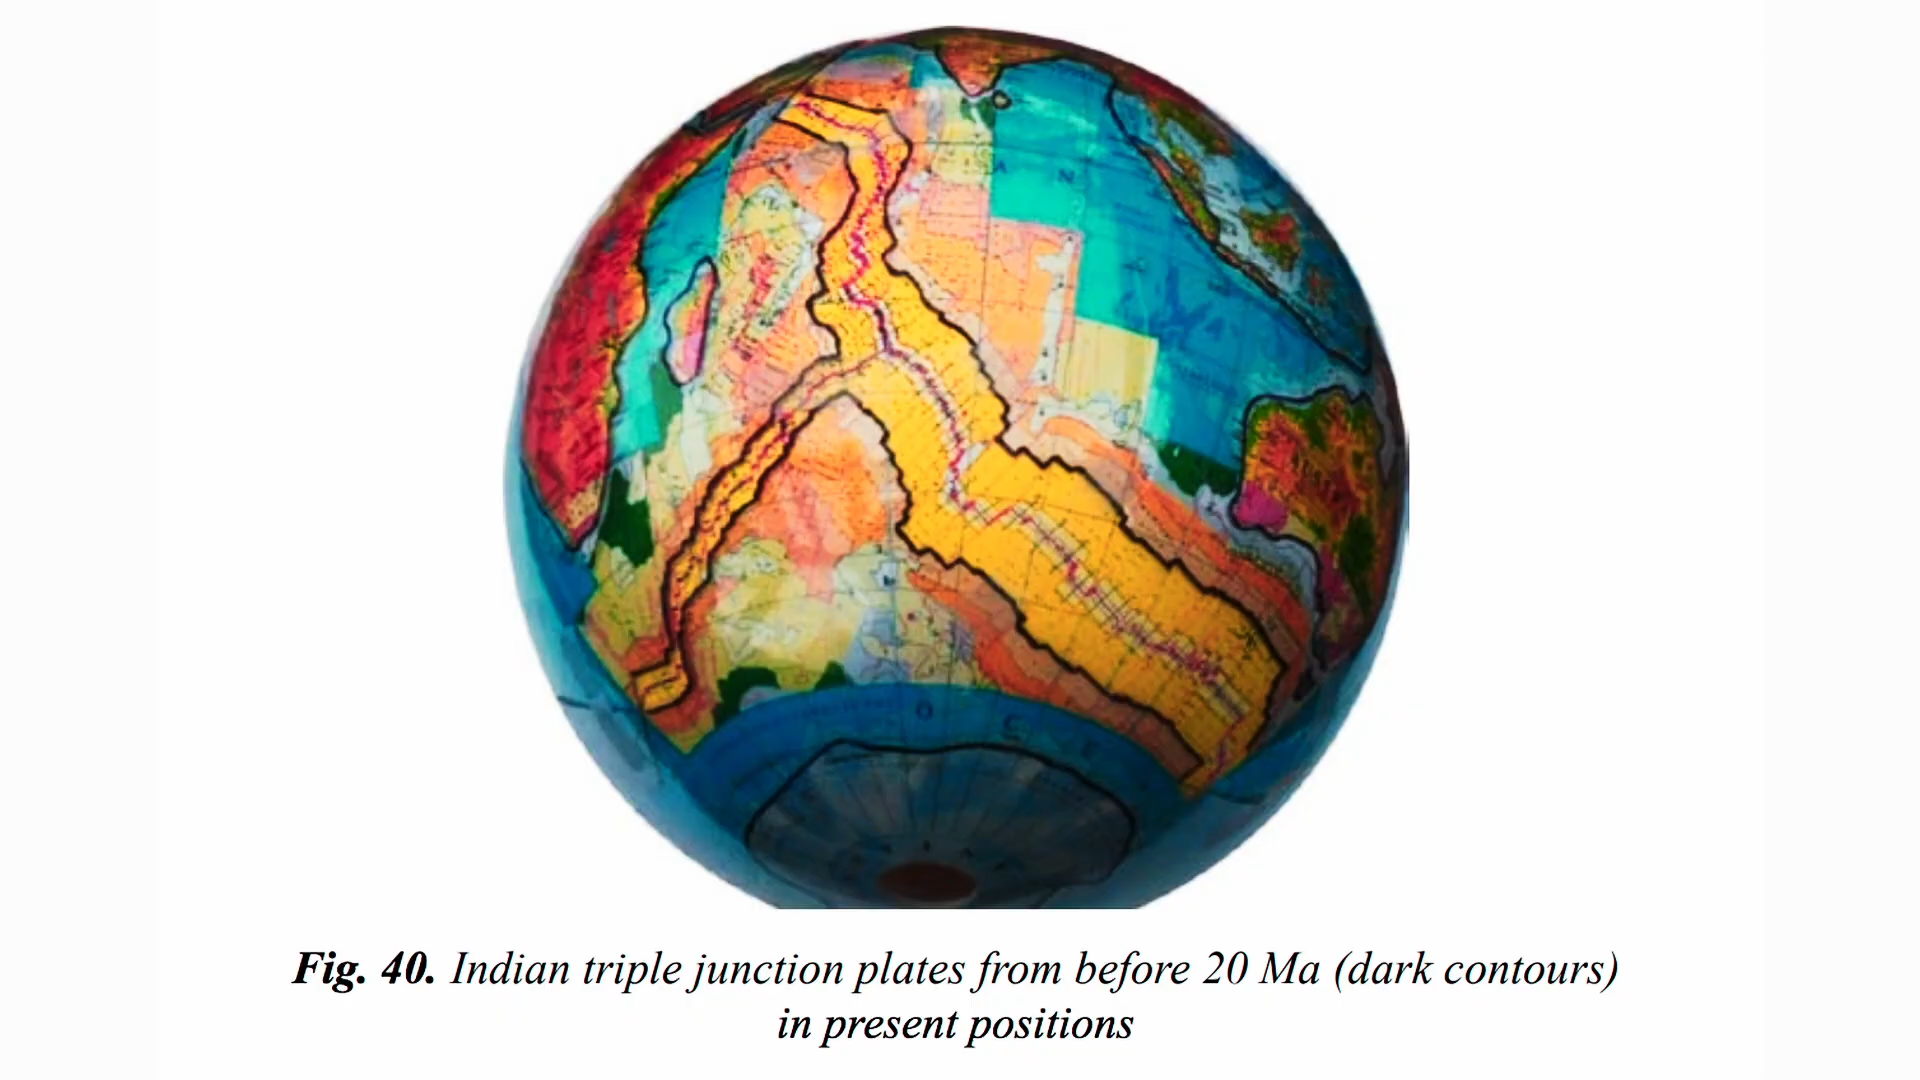 A N
O C E
Fig. 40. Indian triple junction plates from before 20 Ma (dark contours)
in present positions